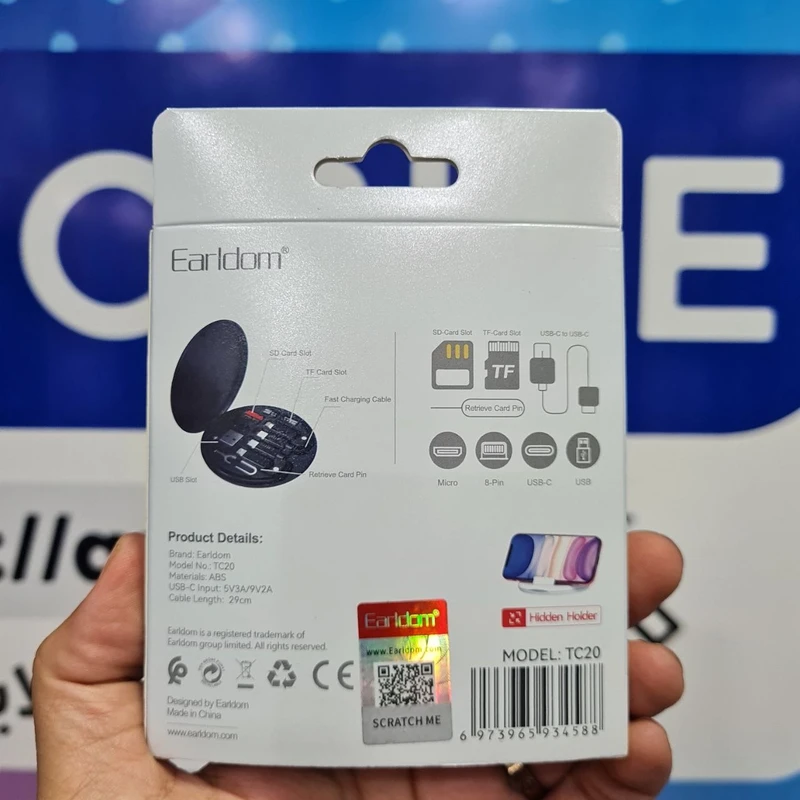 Earldom®
SD Card Slot
TF Card Slot
Fast Charging Cable
USB Slot
Retrieve Card Pin
SD-Card Slot
TF-Card Slot
USB-C to USB-C
TF
Retrieve Card Pin
Micro
8-Pin
USB-C
USB
Product Details:
Brand: Earldom
Model No.: TC20
Materials: ABS
USB-C Input: 5V3A/9V2A
Cable Length: 29cm
Hidden Holder
Earldom is a registered trademark of
Earldom group limited. All rights reserved.
CE
Designed by Earldom
Made in China
www.earldom.com
Earldom®
www.Earldom.com
SCRATCH ME
MODEL: TC20
6 973965 934588